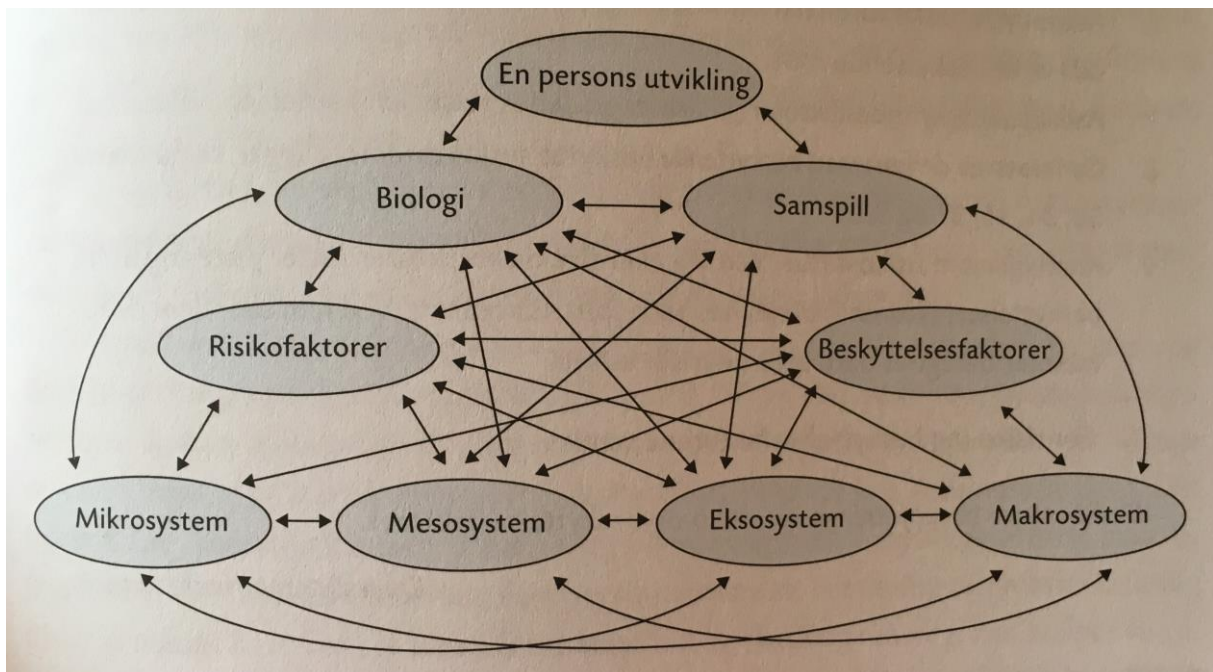 En persons utvikling
Biologi
Samspill
Risikofaktorer
Beskyttelsesfaktorer
Mikrosystem
Mesosystem
Eksosystem
Makrosystem